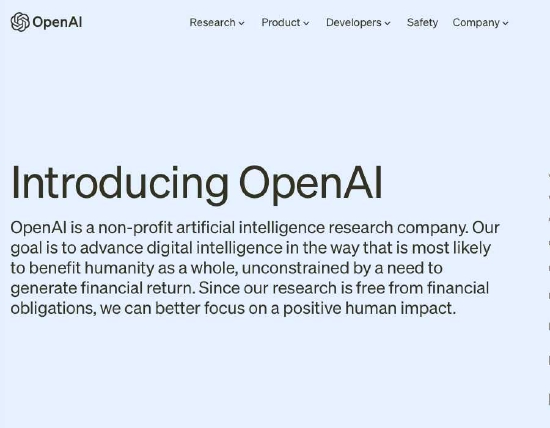 OpenAI
Research Product Developers Safety Company
Introducing OpenAI
OpenAI is a non-profit artificial intelligence research company. Our
goal is to advance digital intelligence in the way that is most likely
to benefit humanity as a whole, unconstrained by a need to
generate financial return. Since our research is free from financial
obligations, we can better focus on a positive human impact.